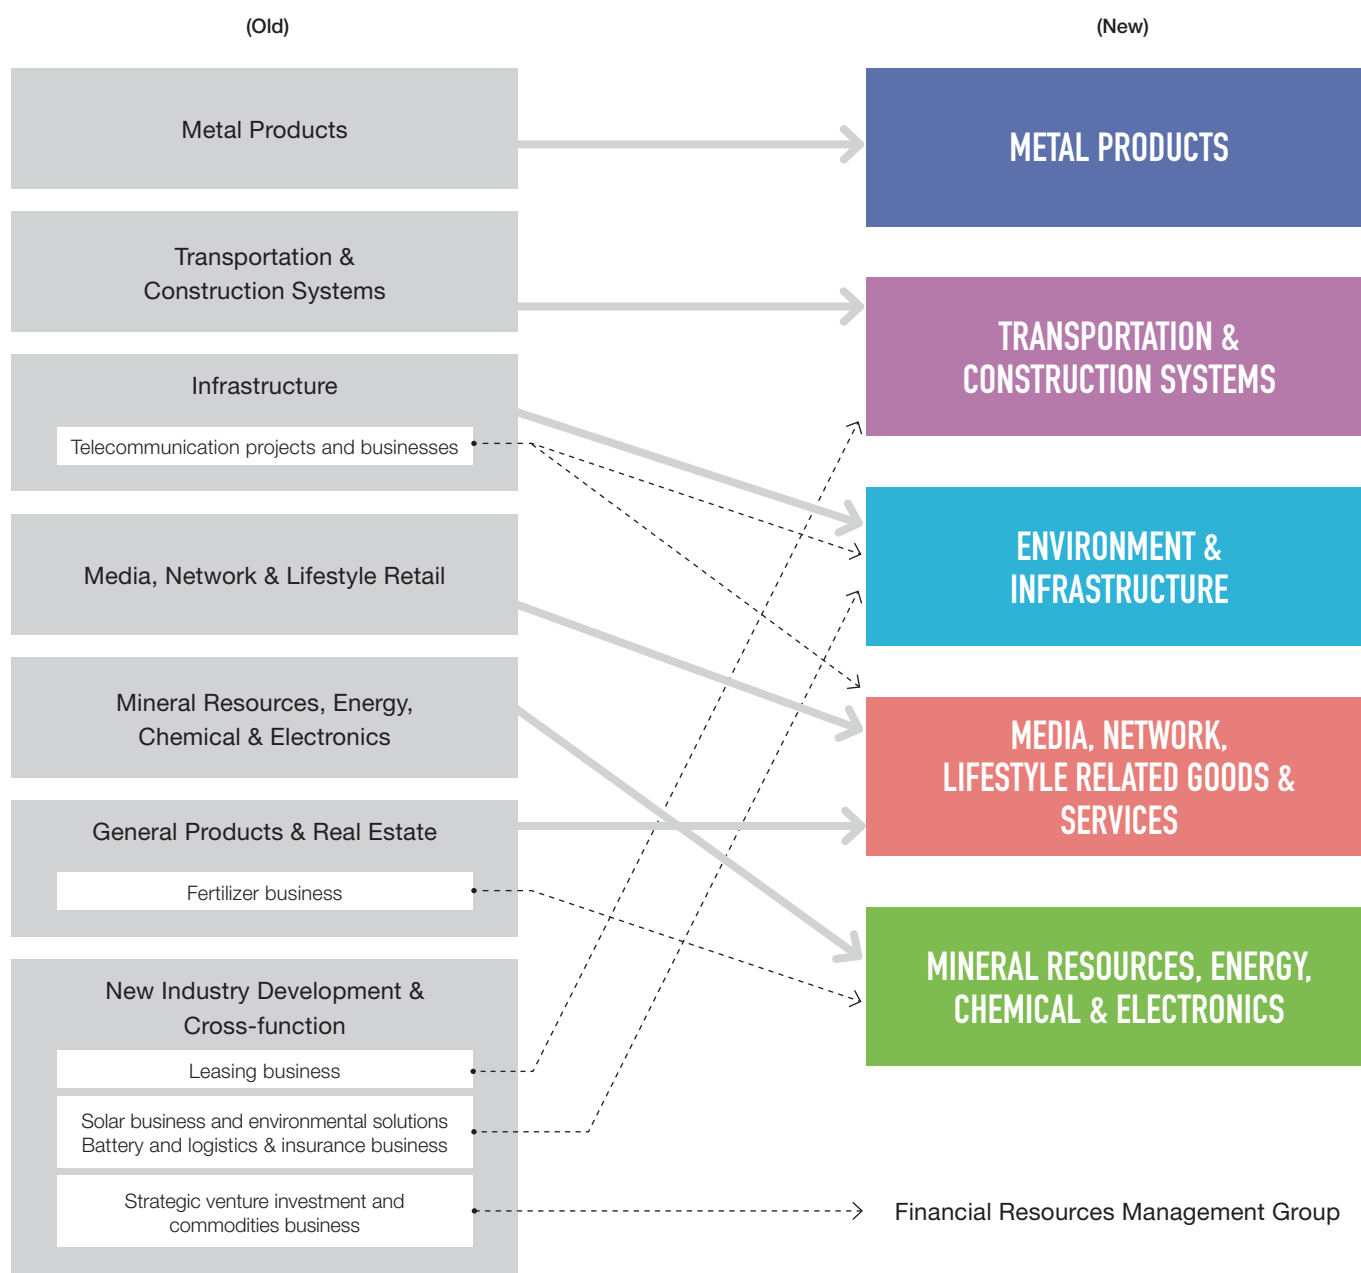 (Old)
(New)
Metal Products
Transportation &
Construction Systems
Infrastructure
Telecommunication projects and businesses
Media, Network & Lifestyle Retail
Mineral Resources, Energy,
Chemical & Electronics
General Products & Real Estate
Fertilizer business
New Industry Development &
Cross-function
Leasing business
Solar business and environmental solutions
Battery and logistics & insurance business
Strategic venture investment and
commodities business
METAL PRODUCTS
TRANSPORTATION &
CONSTRUCTION SYSTEMS
ENVIRONMENT &
INFRASTRUCTURE
MEDIA, NETWORK,
LIFESTYLE RELATED GOODS &
SERVICES
MINERAL RESOURCES, ENERGY,
CHEMICAL & ELECTRONICS
Financial Resources Management Group